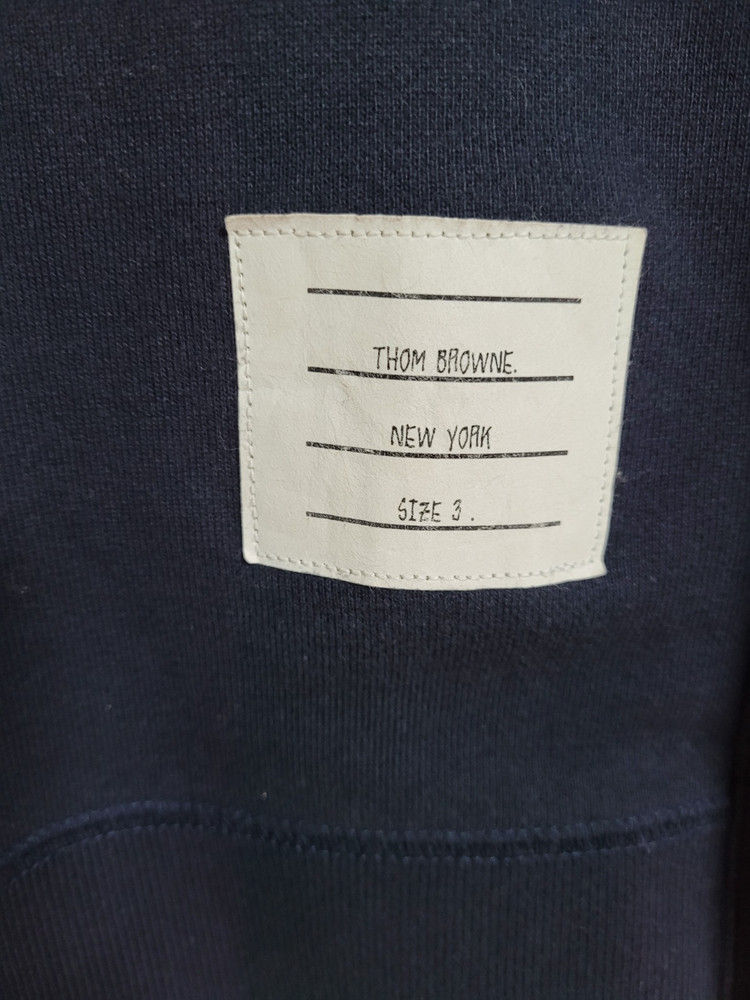 THOM BROWNE.
NEW YORK
SIZE 3 .